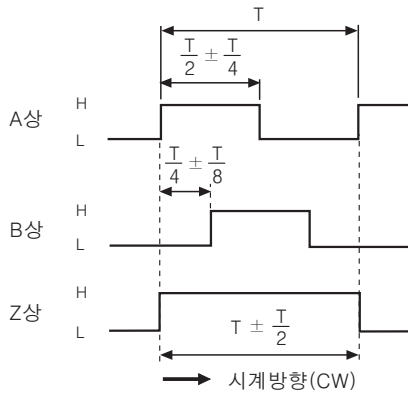 T
T/2 ± T/4
A상 H L
T/4 ± T/8
B상 H L
Z상 H L
T ± T/2
시계방향(CW)